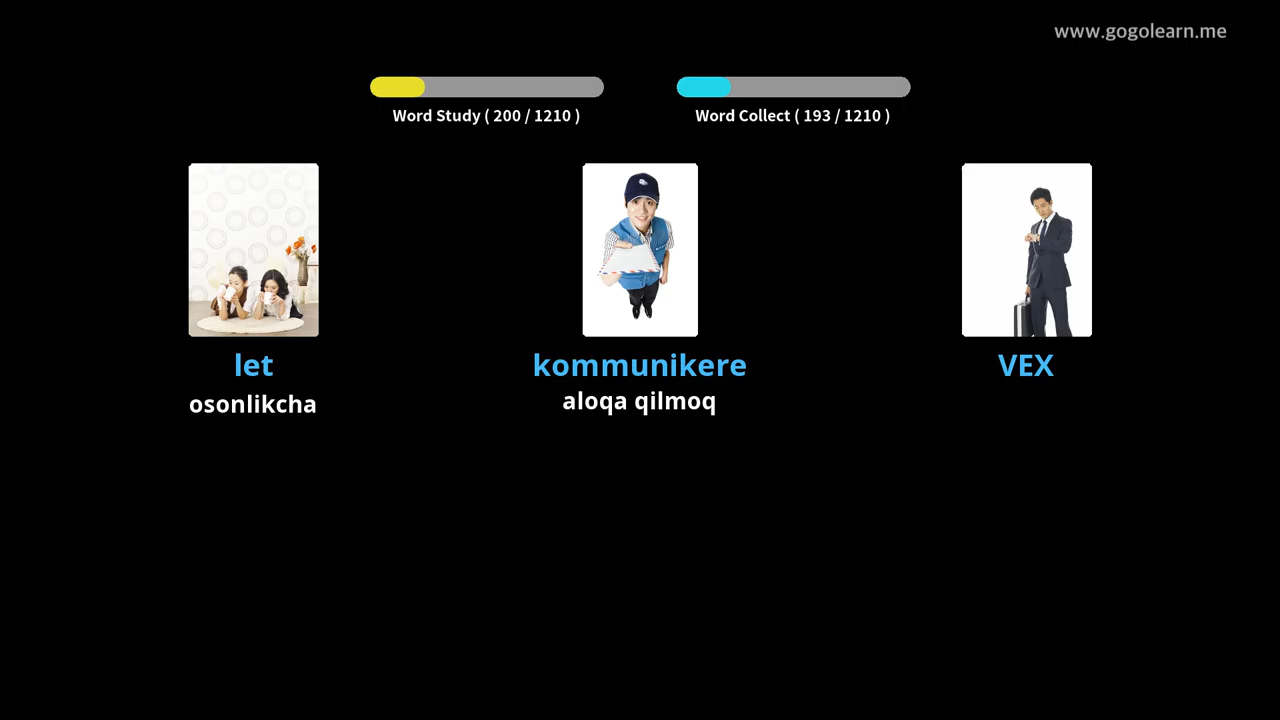 www.gogolearn.me
Word Study ( 200 / 1210 )
Word Collect ( 193 / 1210 )
let
kommunikere
VEX
osonlikcha
aloqa qilmoq